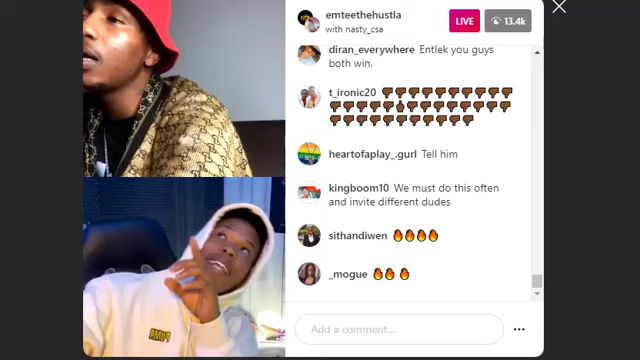 emteethehustla
with nasty_csa
LIVE
13.4k
diran_everywhere Entlek you guys
both win.
t_ironic20 👎🏿👎🏿👎🏿👎🏿👎🏿👎🏿👎🏿👎🏿👎🏿👎🏿
heartofaplay_.gurl Tell him
kingboom10 We must do this often
and invite different dudes
sithandiwen 🔥🔥🔥🔥
_mogue 🔥🔥🔥
Add a comment...
PUMA